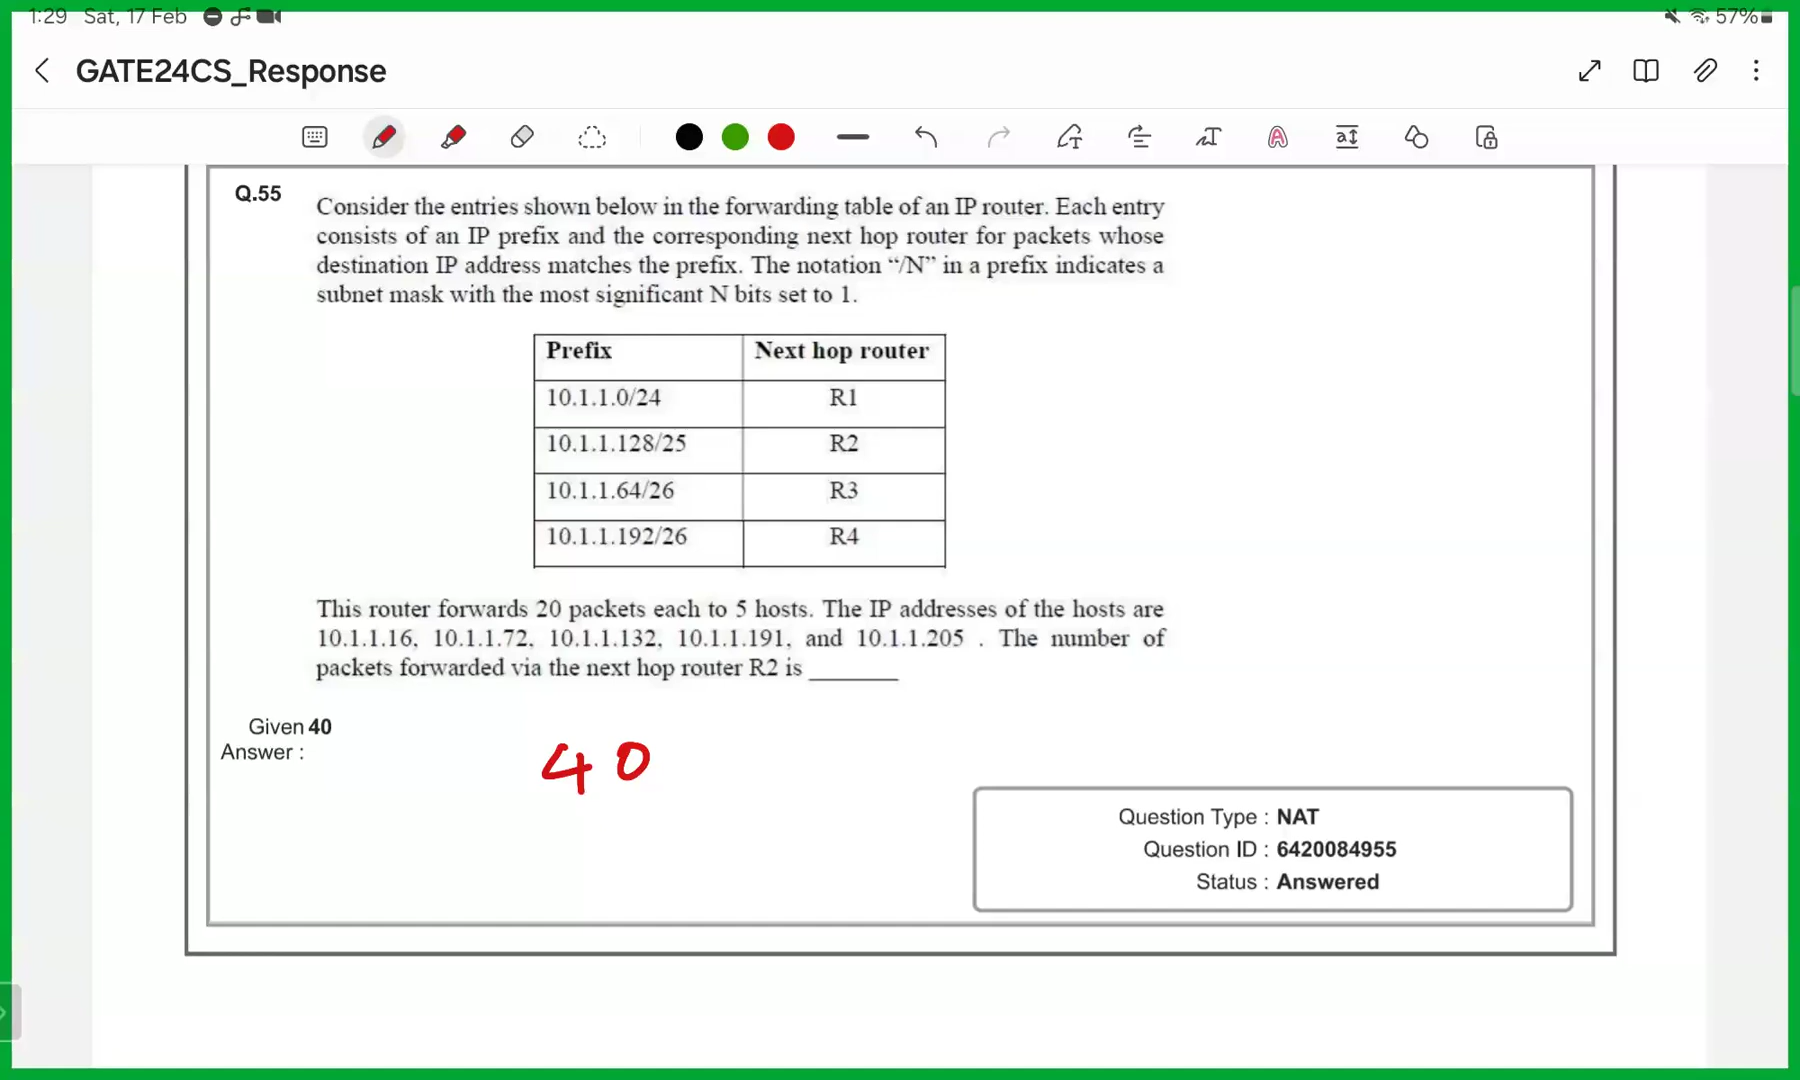 1:29 Sat, 17 Feb
57%
GATE24CS_Response
Q.55
Consider the entries shown below in the forwarding table of an IP router. Each entry
consists of an IP prefix and the corresponding next hop router for packets whose
destination IP address matches the prefix. The notation “/N” in a prefix indicates a
subnet mask with the most significant N bits set to 1.
Prefix Next hop router
10.1.1.0/24 R1
10.1.1.128/25 R2
10.1.1.64/26 R3
10.1.1.192/26 R4
This router forwards 20 packets each to 5 hosts. The IP addresses of the hosts are
10.1.1.16, 10.1.1.72, 10.1.1.132, 10.1.1.191, and 10.1.1.205 . The number of
packets forwarded via the next hop router R2 is ________
Given 40
Answer :
40
Question Type : NAT
Question ID : 6420084955
Status : Answered